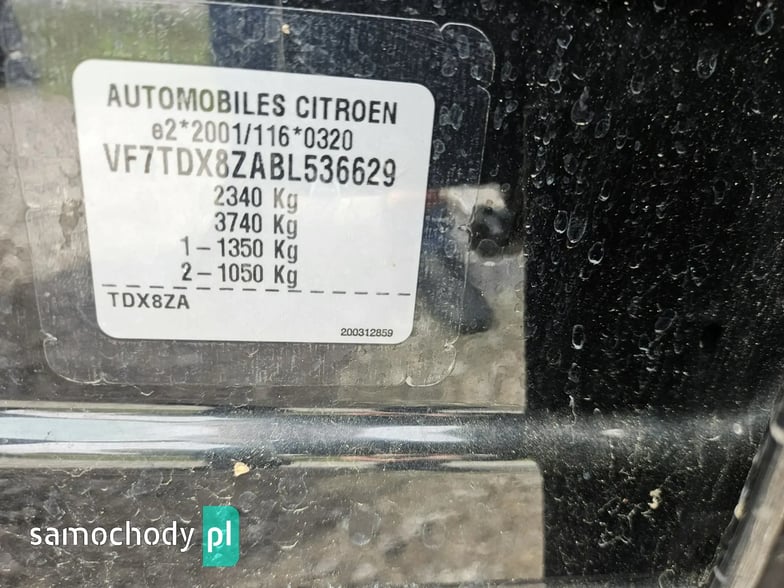 AUTOMOBILES CITROEN
e2*2001/116*0320
VF7TDX8ZABL536629
2340 Kg
3740 Kg
1-1350 Kg
2-1050 Kg
TDX8ZA
200312859
samochody pl